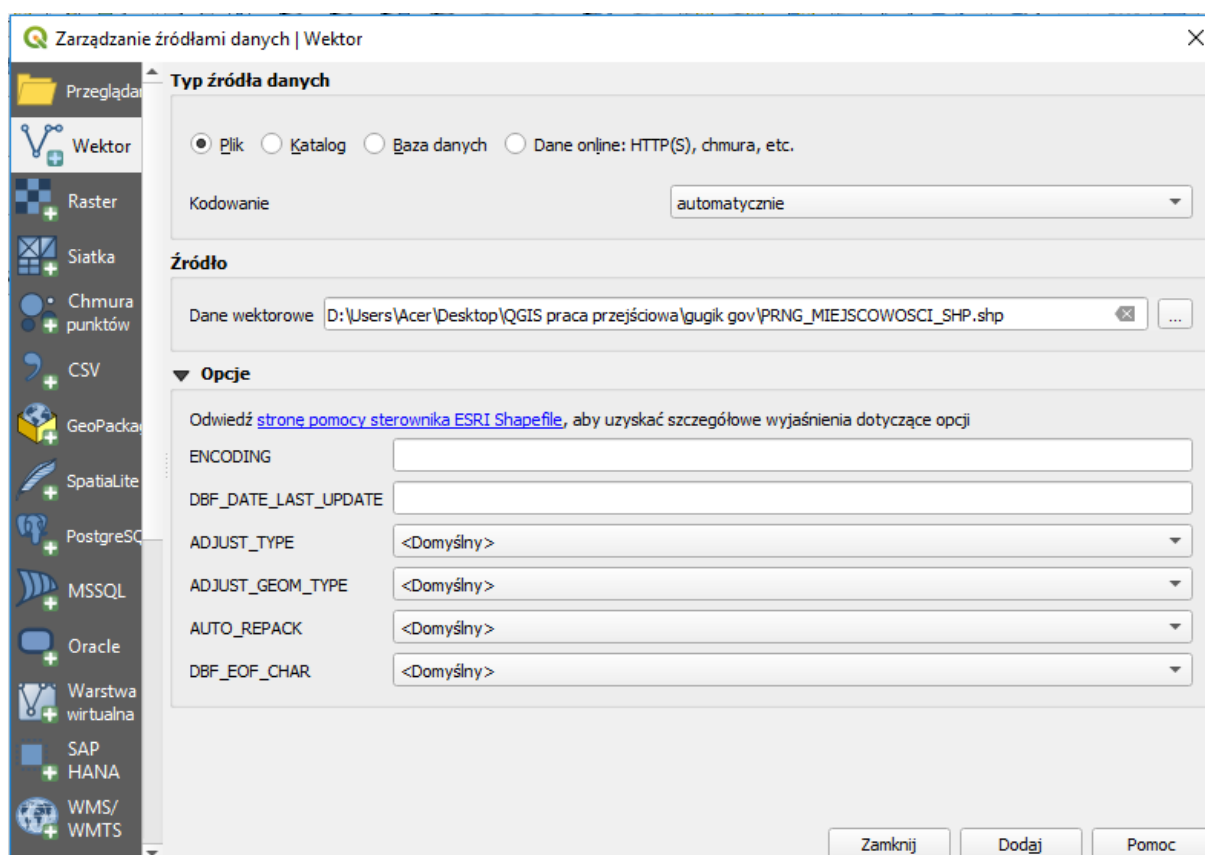 Zarządzanie źródłami danych | Wektor
Przegląda
Wektor
Raster
Siatka
Chmura
punktów
CSV
GeoPacka
SpatiaLite
PostgreSQ
MSSQL
Oracle
Warstwa
wirtualna
SAP
HANA
WMS/
WMTS
Typ źródła danych
Plik Katalog Baza danych Dane online: HTTP(S), chmura, etc.
Kodowanie automatycznie
Źródło
Dane wektorowe D:\Users\Acer\Desktop\QGIS praca przejściowa\gugik gov\PRNG_MIEJSCOWOSCI_SHP.shp ...
Opcje
Odwiedź stronę pomocy sterownika ESRI Shapefile, aby uzyskać szczegółowe wyjaśnienia dotyczące opcji
ENCODING
DBF_DATE_LAST_UPDATE
ADJUST_TYPE <Domyślny>
ADJUST_GEOM_TYPE <Domyślny>
AUTO_REPACK <Domyślny>
DBF_EOF_CHAR <Domyślny>
Zamknij Dodaj Pomoc